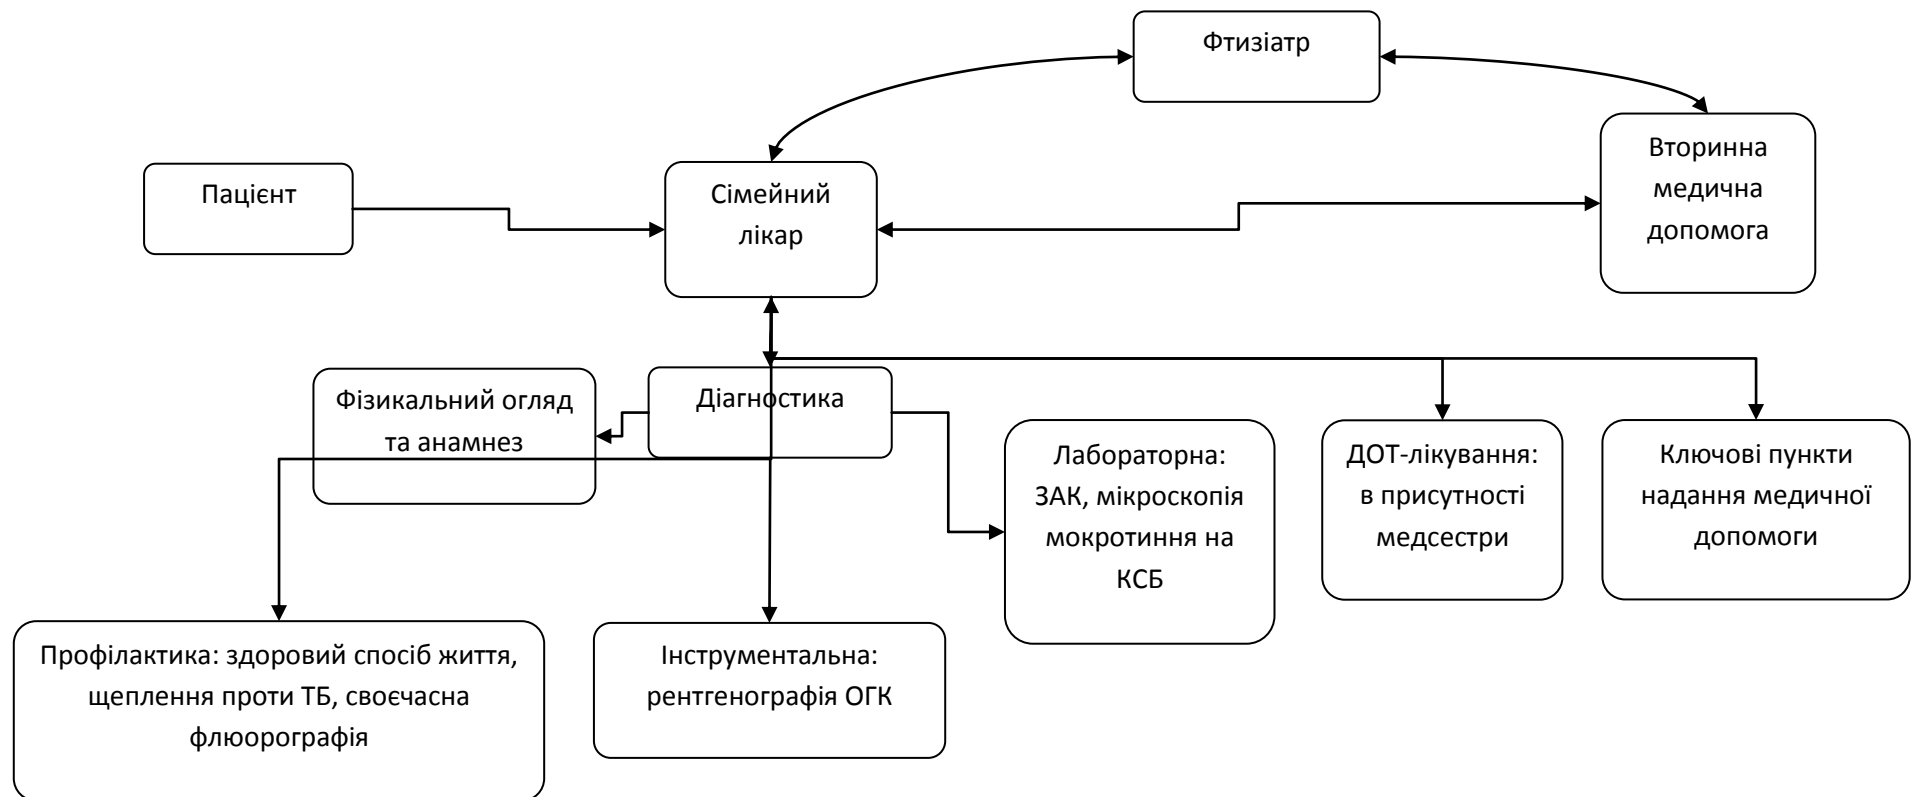 Фтизіатр
Вторинна
медична
допомога
Пацієнт
Сімейний
лікар
Фізикальний огляд
та анамнез
Діагностика
Лабораторна:
ЗАК, мікроскопія
мокротиння на
КСБ
ДОТ-лікування:
в присутності
медсестри
Ключові пункти
надання медичної
допомоги
Профілактика: здоровий спосіб життя,
щеплення проти ТБ, своєчасна
флюорографія
Інструментальна:
рентгенографія ОГК